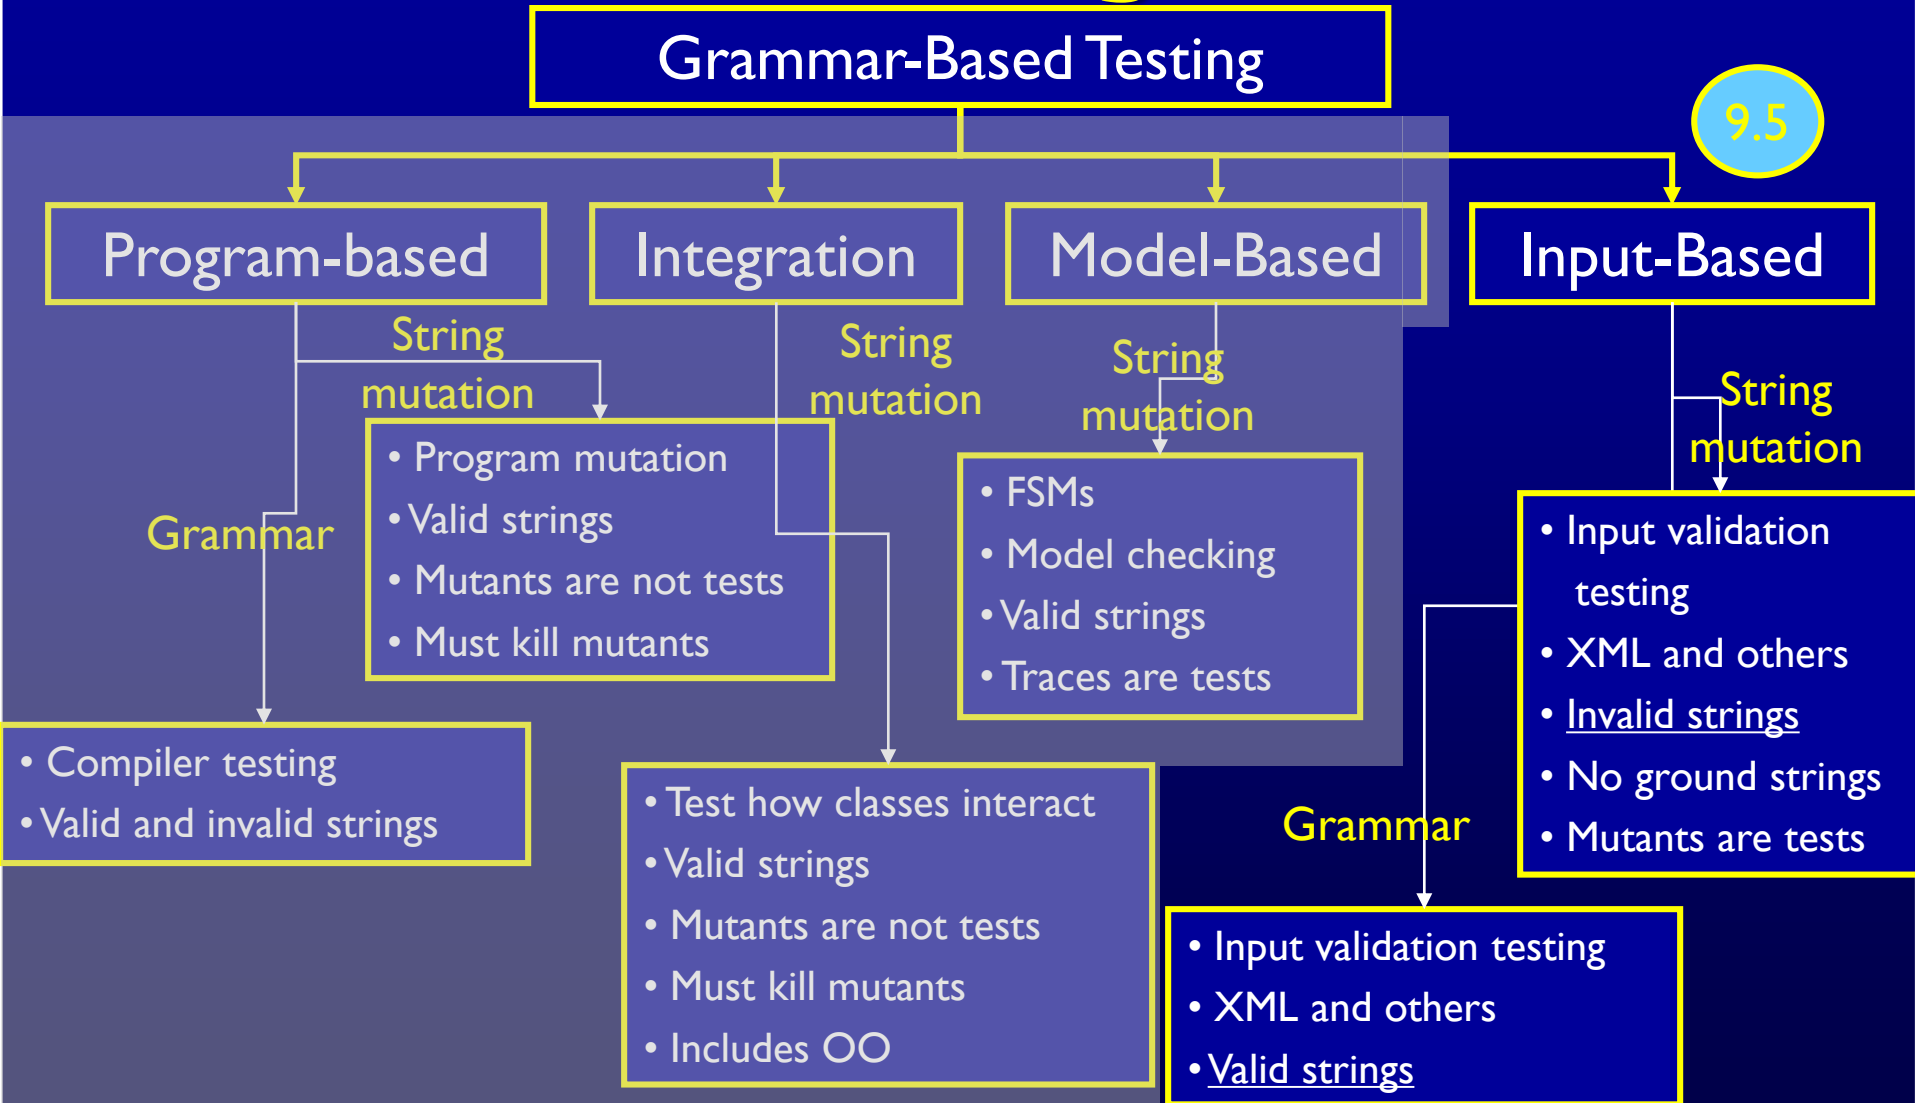 Grammar-Based Testing
9.5
Program-based
Integration
Model-Based
Input-Based
String
mutation
String
mutation
String
mutation
String
mutation
Grammar
• Program mutation
• Valid strings
• Mutants are not tests
• Must kill mutants
• FSMs
• Model checking
• Valid strings
• Traces are tests
• Input validation
testing
• XML and others
• Invalid strings
• No ground strings
• Mutants are tests
• Compiler testing
• Valid and invalid strings
• Test how classes interact
• Valid strings
• Mutants are not tests
• Must kill mutants
• Includes OO
Grammar
• Input validation testing
• XML and others
• Valid strings